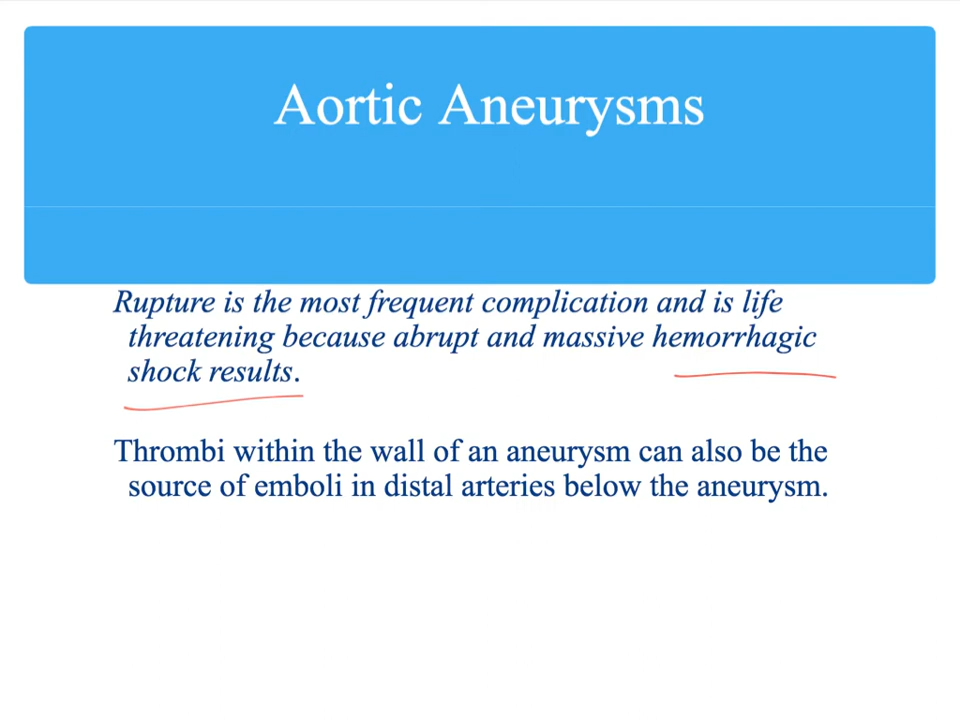 Aortic Aneurysms
Rupture is the most frequent complication and is life
threatening because abrupt and massive hemorrhagic
shock results.
Thrombi within the wall of an aneurysm can also be the
source of emboli in distal arteries below the aneurysm.